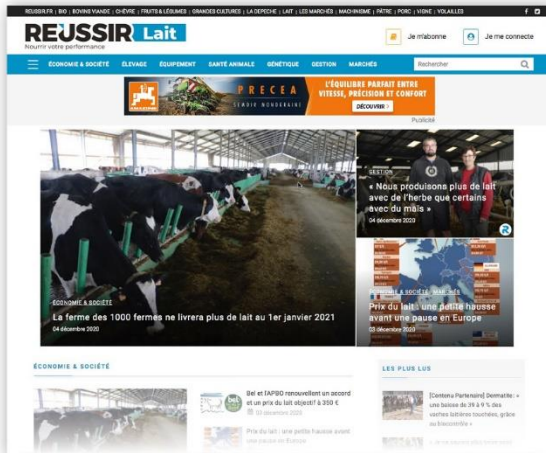 REUSSIR.FR | BIO | BOVINS VIANDE | CHÈVRE | FRUITS & LÉGUMES | GRANDES CULTURES | LA DEPECHE | LAIT | LES MARCHÉS | MACHINISME | PÂTRE | PORC | VIGNE | VOLAILLES
REUSSIR Lait
Nourrir votre performance
Je m'abonne
Je me connecte
ÉCONOMIE & SOCIÉTÉ ÉLEVAGE ÉQUIPEMENT SANTÉ ANIMALE GÉNÉTIQUE GESTION MARCHÉS
Rechercher
PRECEA
SEMOIR MONOGRAINE
L'ÉQUILIBRE PARFAIT ENTRE
VITESSE, PRÉCISION ET CONFORT
DÉCOUVRIR >
Publicité
GESTION
« Nous produisons plus de lait
avec de l'herbe que certains
avec du maïs »
04 décembre 2020
ÉCONOMIE & SOCIÉTÉ
La ferme des 1000 fermes ne livrera plus de lait au 1er janvier 2021
04 décembre 2020
ÉCONOMIE & SOCIÉTÉ, MARCHÉS
Prix du lait : une petite hausse
avant une pause en Europe
03 décembre 2020
ÉCONOMIE & SOCIÉTÉ
Bel et l'APBO renouvellent un accord
et un prix du lait objectif à 350 €
03 décembre 2020
Prix du lait : une petite hausse avant
une pause en Europe
LES PLUS LUS
[Contenu Partenaire] Dermatite : «
une baisse de 39 à 9 % des
vaches laitières touchées, grâce
au biocontrôle »